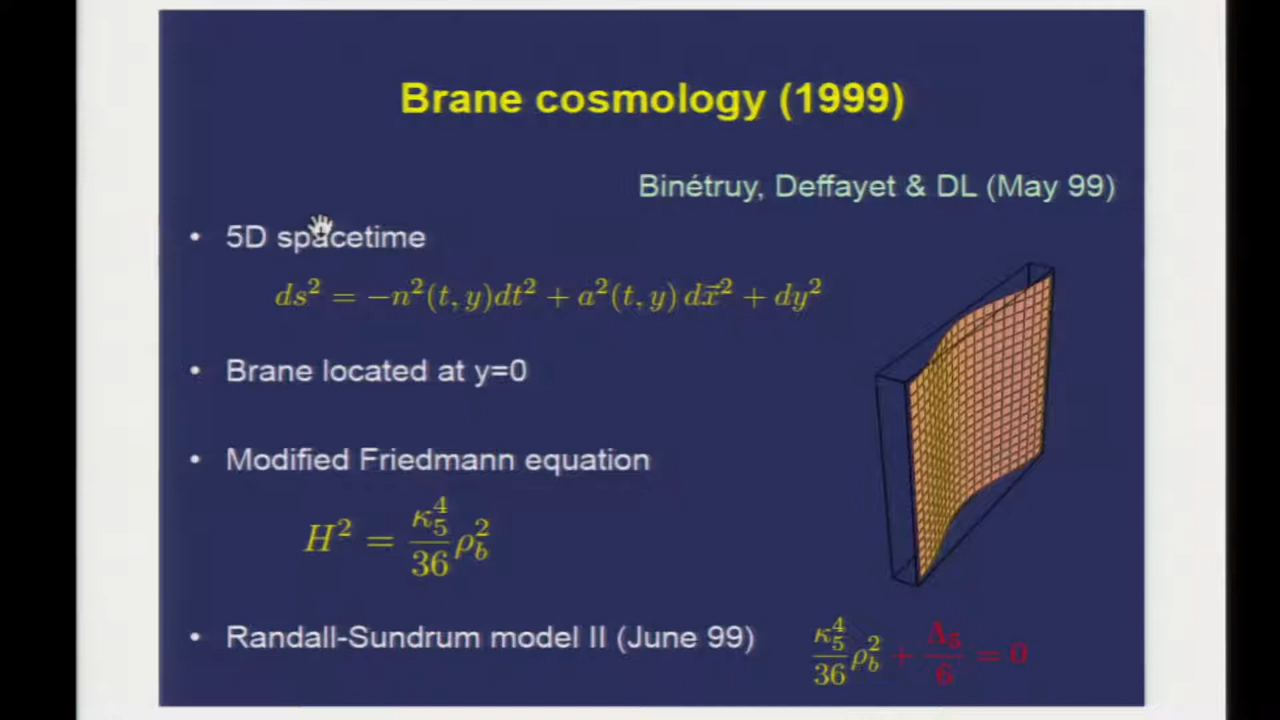 Brane cosmology (1999)
Binétruy, Deffayet & DL (May 99)
• 5D spacetime
ds² = −n²(t, y)dt² + a²(t, y) dx⃗² + dy²
• Brane located at y=0
• Modified Friedmann equation
H² = κ₅⁴/36 ρ_b²
• Randall-Sundrum model II (June 99)
κ₅⁴/36 ρ_b² + Λ₅/6 = 0